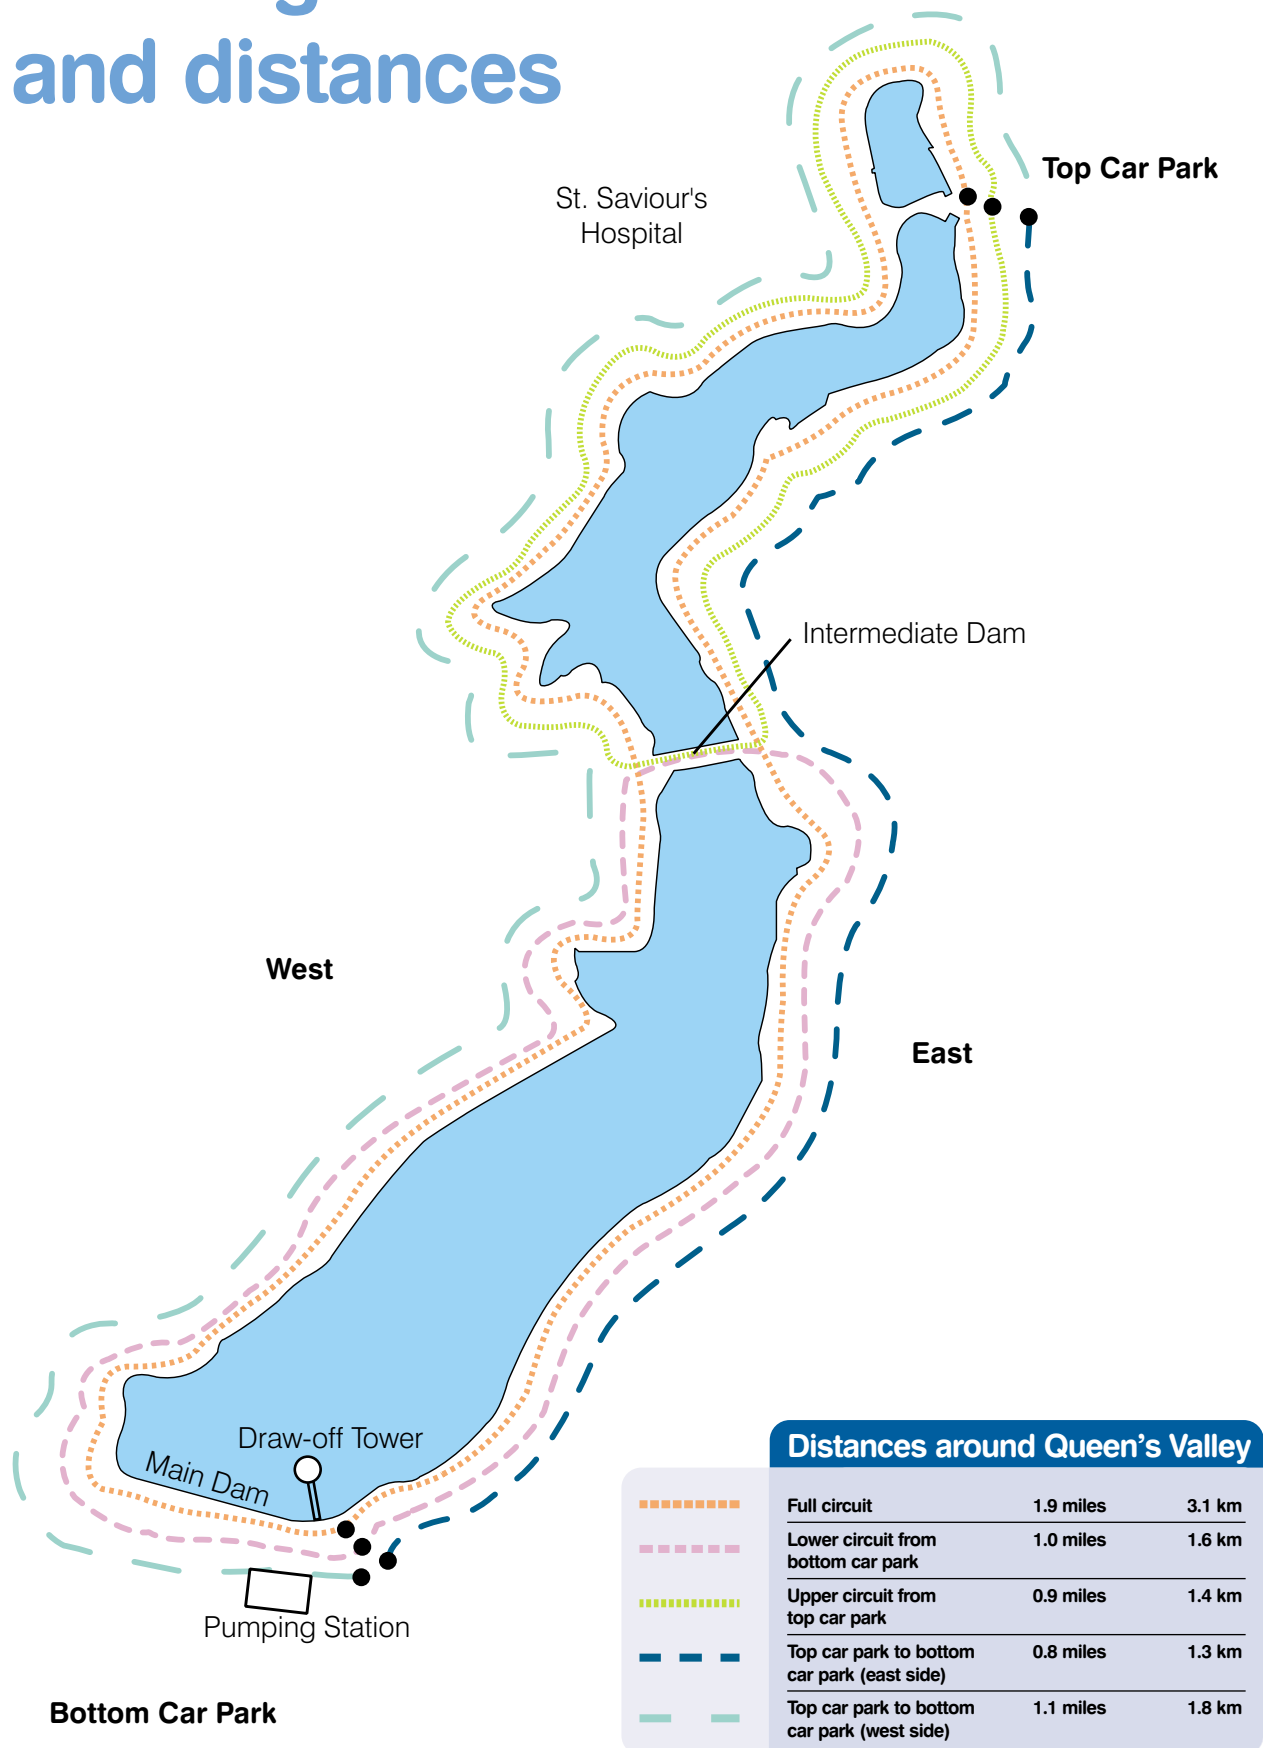 and distances
Top Car Park
St. Saviour's
Hospital
Intermediate Dam
West
East
Draw-off Tower
Main Dam
Pumping Station
Bottom Car Park
Distances around Queen’s Valley
Full circuit 1.9 miles 3.1 km
Lower circuit from 1.0 miles 1.6 km
bottom car park
Upper circuit from 0.9 miles 1.4 km
top car park
Top car park to bottom 0.8 miles 1.3 km
car park (east side)
Top car park to bottom 1.1 miles 1.8 km
car park (west side)